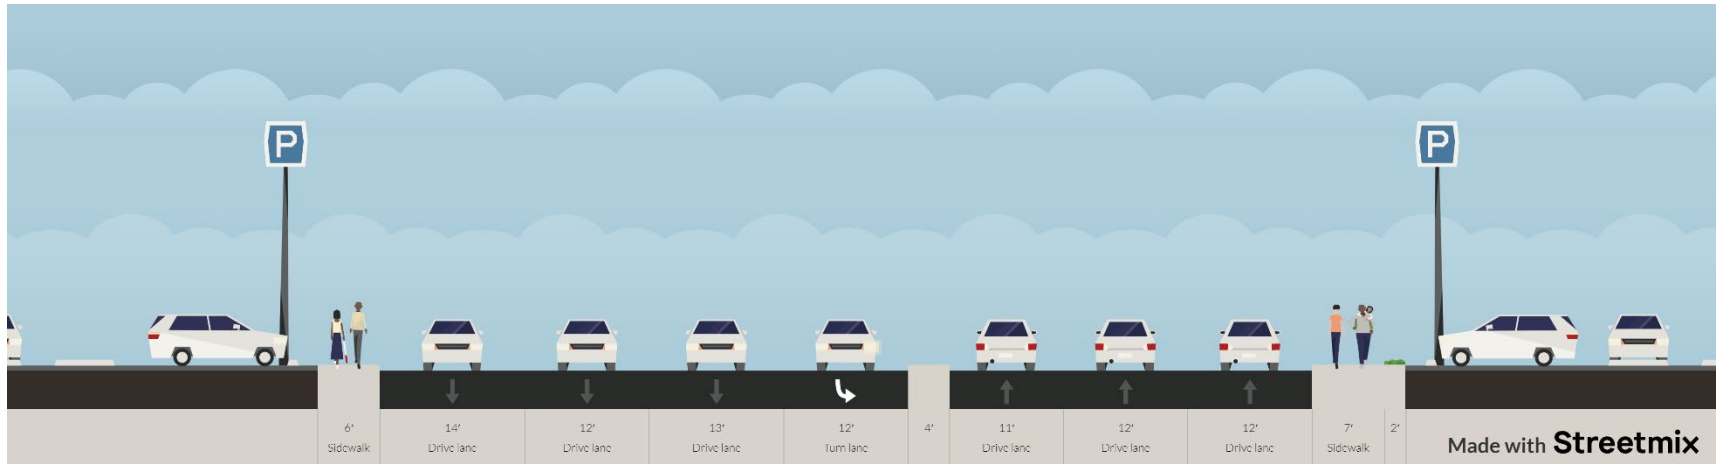 P
P
6' 14' 12' 13' 12' 4' 11' 12' 12' 7' 2'
Sidewalk Drive lane Drive lane Drive lane Turn lane Drive lane Drive lane Drive lane Sidewalk
Made with Streetmix